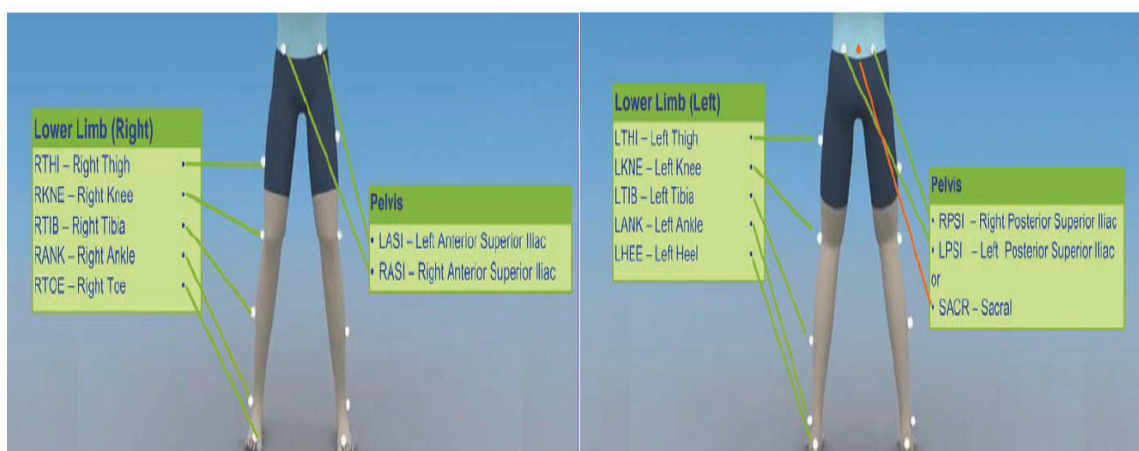 Lower Limb (Right)
RTHI – Right Thigh
RKNE – Right Knee
RTIB – Right Tibia
RANK – Right Ankle
RTOE – Right Toe
Pelvis
• LASI – Left Anterior Superior Iliac
• RASI – Right Anterior Superior Iliac
Lower Limb (Left)
LTHI – Left Thigh
LKNE – Left Knee
LTIB – Left Tibia
LANK – Left Ankle
LHEE – Left Heel
Pelvis
• RPSI – Right Posterior Superior Iliac
• LPSI – Left Posterior Superior Iliac
or
• SACR – Sacral